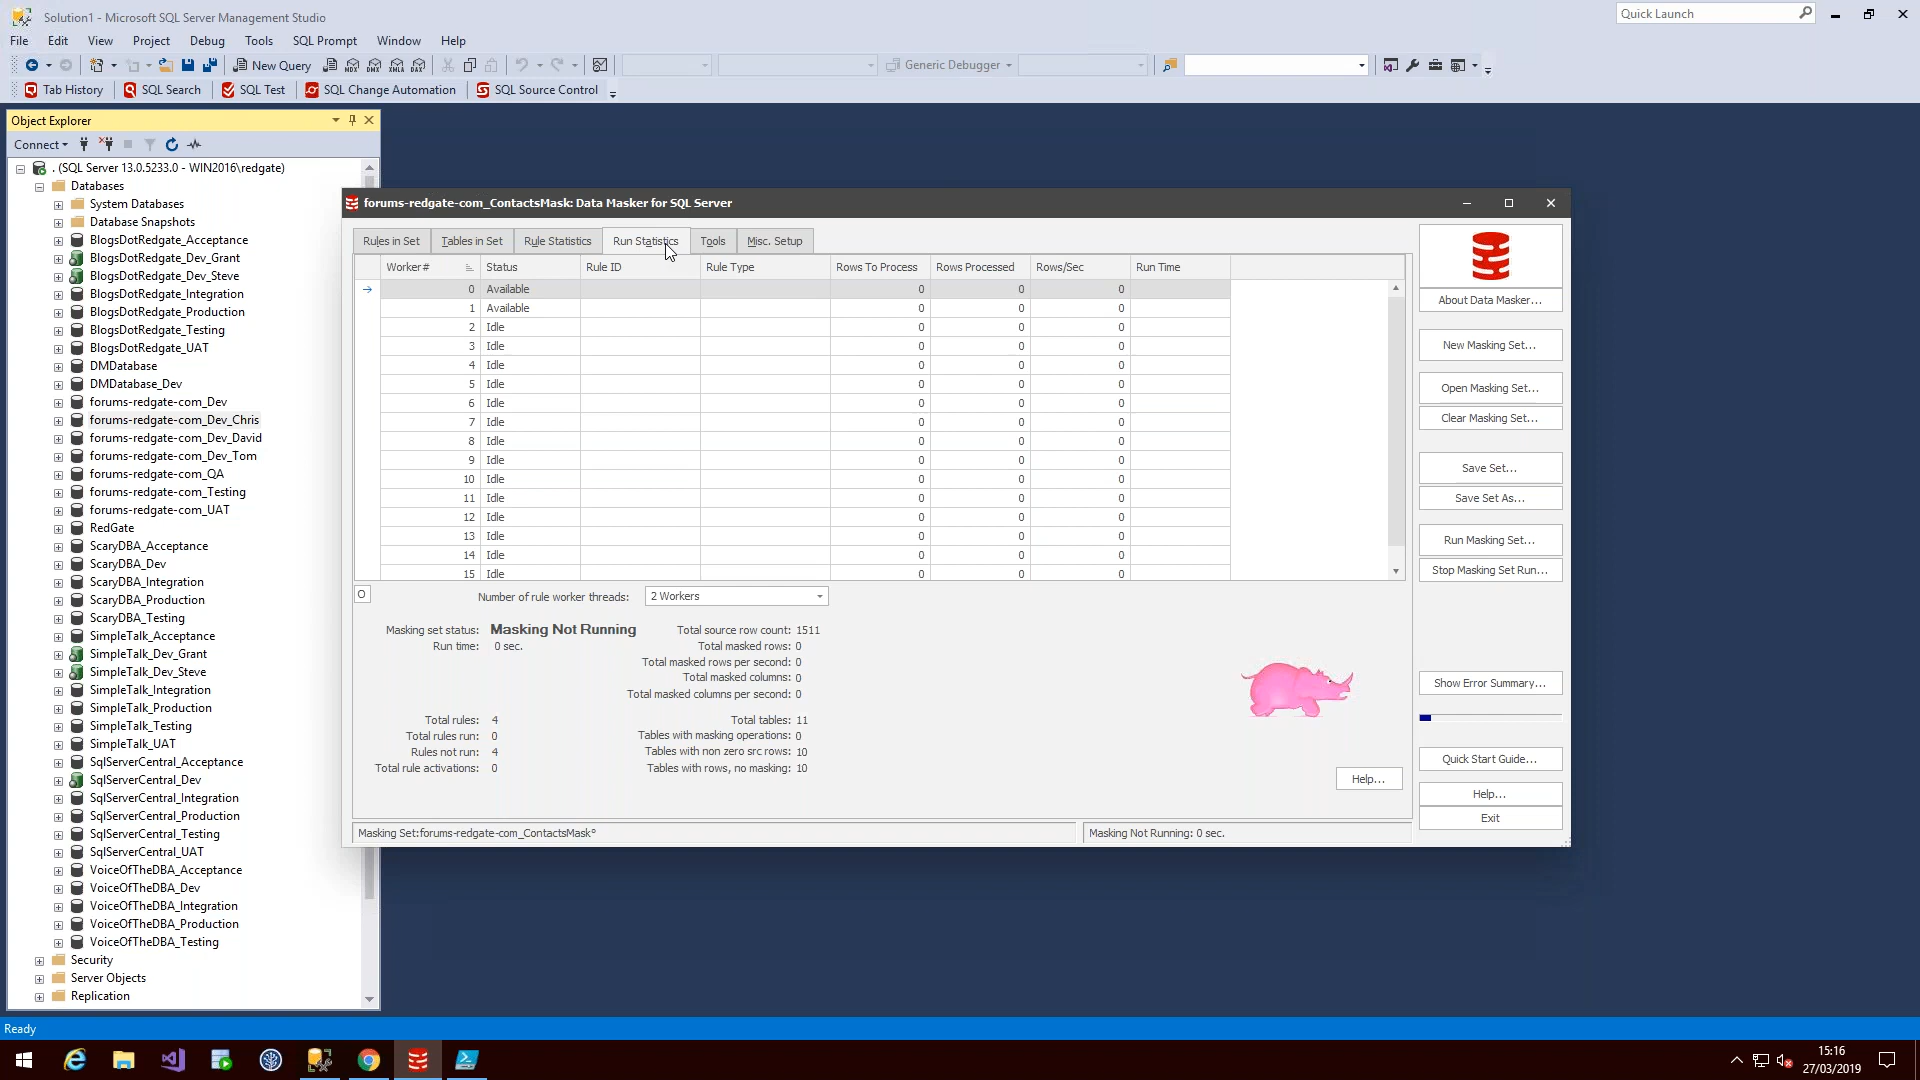 Solution1 - Microsoft SQL Server Management Studio
Quick Launch
File Edit View Project Debug Tools SQL Prompt Window Help
New Query MDX DMX XMLA DAX Generic Debugger
Tab History SQL Search SQL Test SQL Change Automation SQL Source Control
Object Explorer
Connect
. (SQL Server 13.0.5233.0 - WIN2016\redgate)
Databases
System Databases
Database Snapshots
BlogsDotRedgate_Acceptance
BlogsDotRedgate_Dev_Grant
BlogsDotRedgate_Dev_Steve
BlogsDotRedgate_Integration
BlogsDotRedgate_Production
BlogsDotRedgate_Testing
BlogsDotRedgate_UAT
DMDatabase
DMDatabase_Dev
forums-redgate-com_Dev
forums-redgate-com_Dev_Chris
forums-redgate-com_Dev_David
forums-redgate-com_Dev_Tom
forums-redgate-com_QA
forums-redgate-com_Testing
forums-redgate-com_UAT
RedGate
ScaryDBA_Acceptance
ScaryDBA_Dev
ScaryDBA_Integration
ScaryDBA_Production
ScaryDBA_Testing
SimpleTalk_Acceptance
SimpleTalk_Dev_Grant
SimpleTalk_Dev_Steve
SimpleTalk_Integration
SimpleTalk_Production
SimpleTalk_Testing
SimpleTalk_UAT
SqlServerCentral_Acceptance
SqlServerCentral_Dev
SqlServerCentral_Integration
SqlServerCentral_Production
SqlServerCentral_Testing
SqlServerCentral_UAT
VoiceOfTheDBA_Acceptance
VoiceOfTheDBA_Dev
VoiceOfTheDBA_Integration
VoiceOfTheDBA_Production
VoiceOfTheDBA_Testing
Security
Server Objects
Replication
forums-redgate-com_ContactsMask: Data Masker for SQL Server
Rules in Set Tables in Set Rule Statistics Run Statistics Tools Misc. Setup
Worker# Status Rule ID Rule Type Rows To Process Rows Processed Rows/Sec Run Time
0 Available 0 0 0
1 Available 0 0 0
2 Idle 0 0 0
3 Idle 0 0 0
4 Idle 0 0 0
5 Idle 0 0 0
6 Idle 0 0 0
7 Idle 0 0 0
8 Idle 0 0 0
9 Idle 0 0 0
10 Idle 0 0 0
11 Idle 0 0 0
12 Idle 0 0 0
13 Idle 0 0 0
14 Idle 0 0 0
15 Idle 0 0 0
O Number of rule worker threads: 2 Workers
Masking set status: Masking Not Running Total source row count: 1511
Run time: 0 sec. Total masked rows: 0
Total masked rows per second: 0
Total masked columns: 0
Total masked columns per second: 0
Total rules: 4 Total tables: 11
Total rules run: 0 Tables with masking operations: 0
Rules not run: 4 Tables with non zero src rows: 10
Total rule activations: 0 Tables with rows, no masking: 10
Help...
Masking Set:forums-redgate-com_ContactsMask° Masking Not Running: 0 sec.
About Data Masker...
New Masking Set...
Open Masking Set...
Clear Masking Set...
Save Set...
Save Set As...
Run Masking Set...
Stop Masking Set Run...
Show Error Summary...
Quick Start Guide...
Help...
Exit
Ready
15:16
27/03/2019